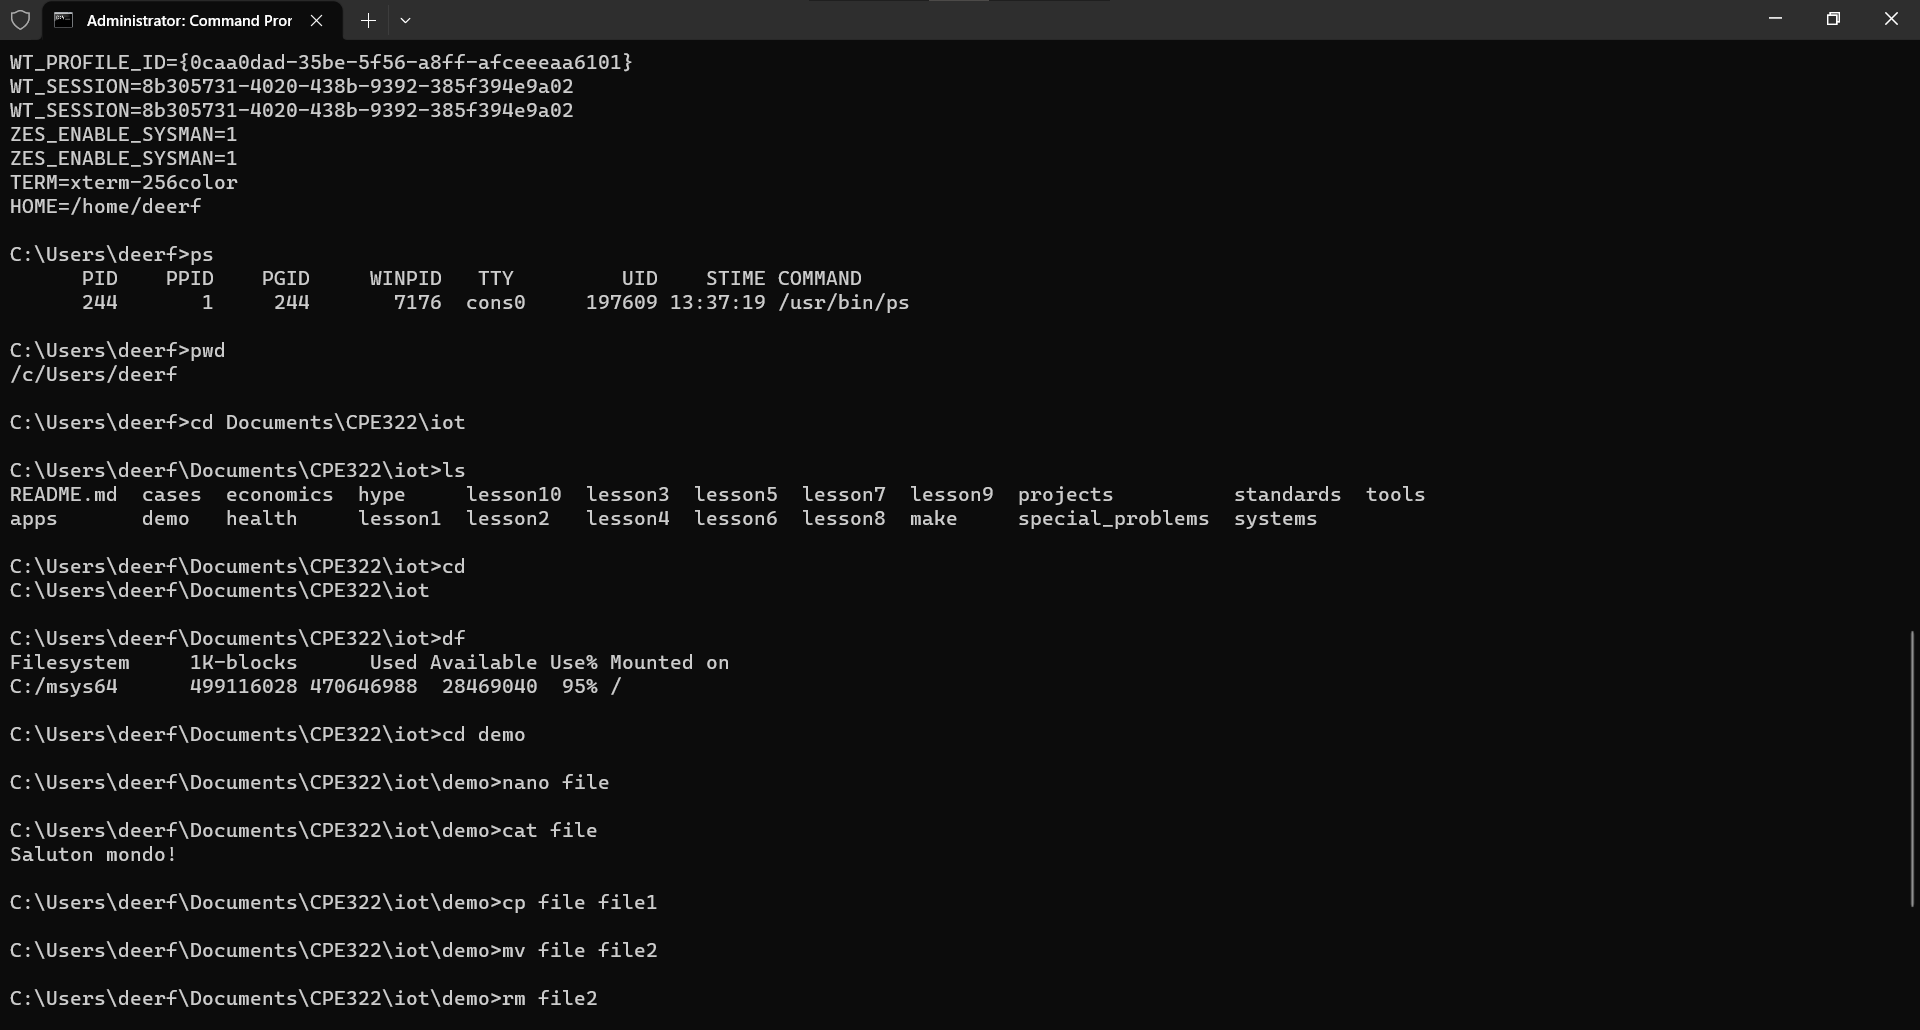 Administrator: Command Pror
WT_PROFILE_ID={0caa0dad-35be-5f56-a8ff-afceeeaa6101}
WT_SESSION=8b305731-4020-438b-9392-385f394e9a02
WT_SESSION=8b305731-4020-438b-9392-385f394e9a02
ZES_ENABLE_SYSMAN=1
ZES_ENABLE_SYSMAN=1
TERM=xterm-256color
HOME=/home/deerf
C:\Users\deerf>ps
      PID    PPID    PGID     WINPID   TTY         UID    STIME COMMAND
      244       1     244       7176  cons0     197609 13:37:19 /usr/bin/ps
C:\Users\deerf>pwd
/c/Users/deerf
C:\Users\deerf>cd Documents\CPE322\iot
C:\Users\deerf\Documents\CPE322\iot>ls
README.md  cases  economics  hype     lesson10  lesson3  lesson5  lesson7  lesson9  projects          standards  tools
apps       demo   health     lesson1  lesson2   lesson4  lesson6  lesson8  make     special_problems  systems
C:\Users\deerf\Documents\CPE322\iot>cd
C:\Users\deerf\Documents\CPE322\iot
C:\Users\deerf\Documents\CPE322\iot>df
Filesystem     1K-blocks      Used Available Use% Mounted on
C:/msys64      499116028 470646988  28469040  95% /
C:\Users\deerf\Documents\CPE322\iot>cd demo
C:\Users\deerf\Documents\CPE322\iot\demo>nano file
C:\Users\deerf\Documents\CPE322\iot\demo>cat file
Saluton mondo!
C:\Users\deerf\Documents\CPE322\iot\demo>cp file file1
C:\Users\deerf\Documents\CPE322\iot\demo>mv file file2
C:\Users\deerf\Documents\CPE322\iot\demo>rm file2